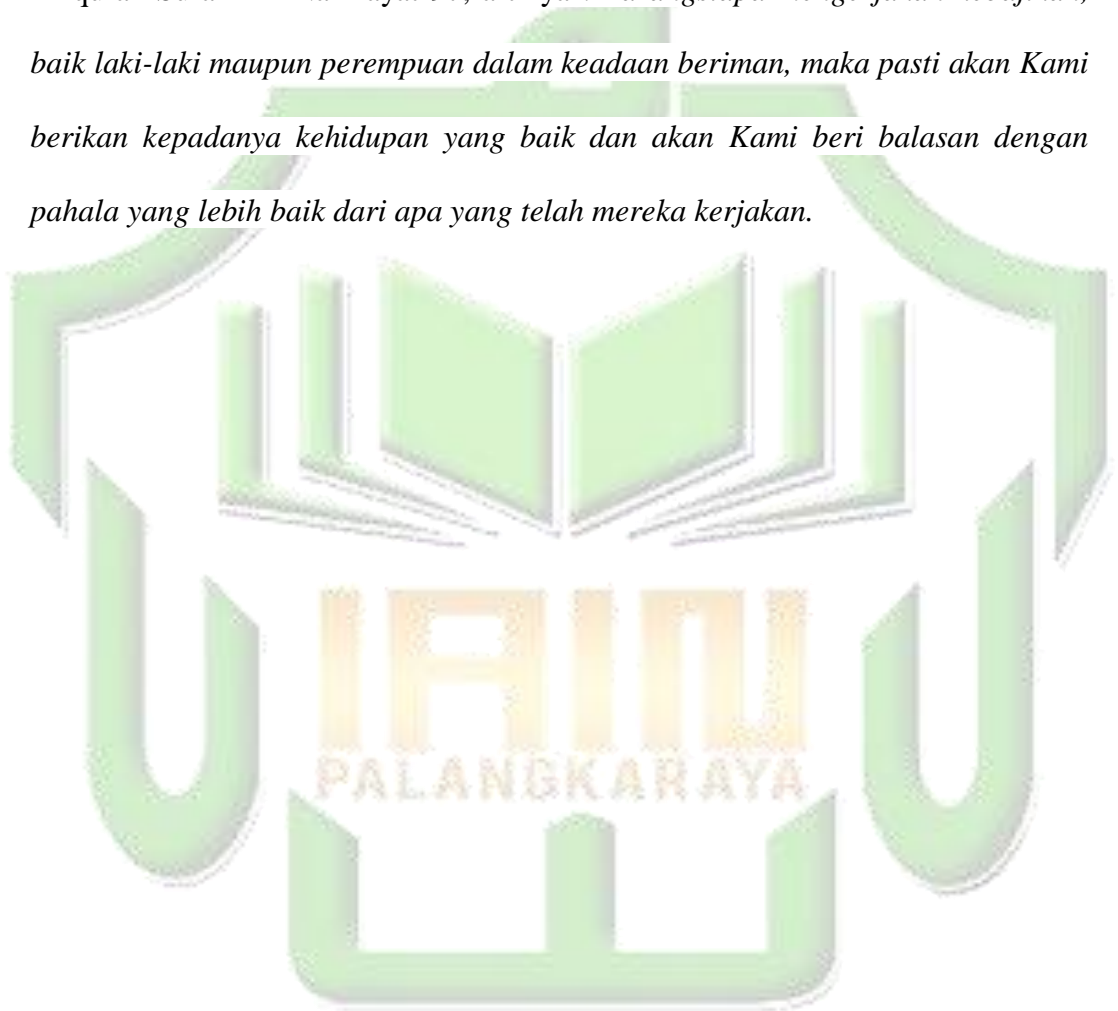 baik laki-laki maupun perempuan dalam keadaan beriman, maka pasti akan Kami
berikan kepadanya kehidupan yang baik dan akan Kami beri balasan dengan
pahala yang lebih baik dari apa yang telah mereka kerjakan.
IAIN
PALANGKARAYA